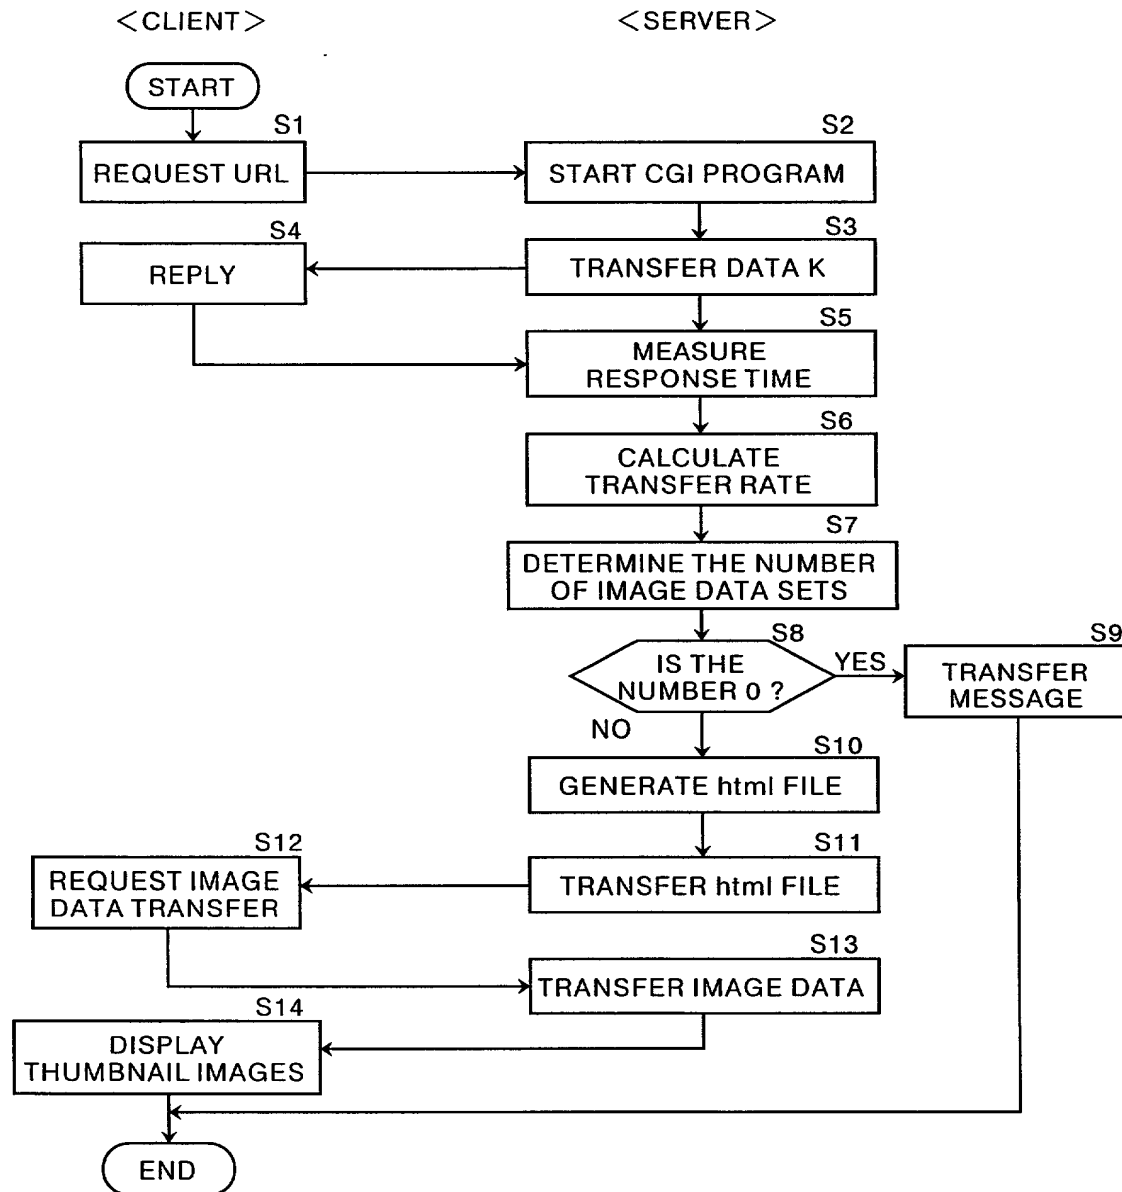 <CLIENT>
<SERVER>
START
S1
REQUEST URL
S2
START CGI PROGRAM
S3
TRANSFER DATA K
S4
REPLY
S5
MEASURE
RESPONSE TIME
S6
CALCULATE
TRANSFER RATE
S7
DETERMINE THE NUMBER
OF IMAGE DATA SETS
S8
IS THE
NUMBER 0 ?
YES
NO
S9
TRANSFER
MESSAGE
S10
GENERATE html FILE
S11
TRANSFER html FILE
S12
REQUEST IMAGE
DATA TRANSFER
S13
TRANSFER IMAGE DATA
S14
DISPLAY
THUMBNAIL IMAGES
END